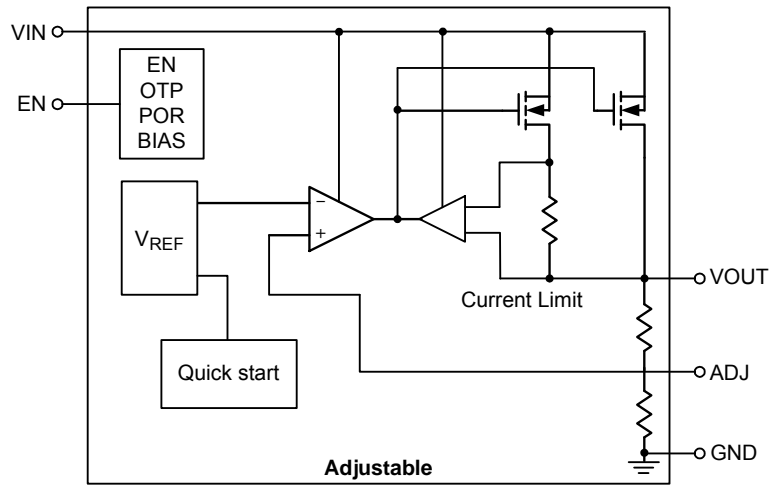 VIN
EN
EN
OTP
POR
BIAS
VREF
−
+
Quick start
Current Limit
VOUT
ADJ
GND
Adjustable